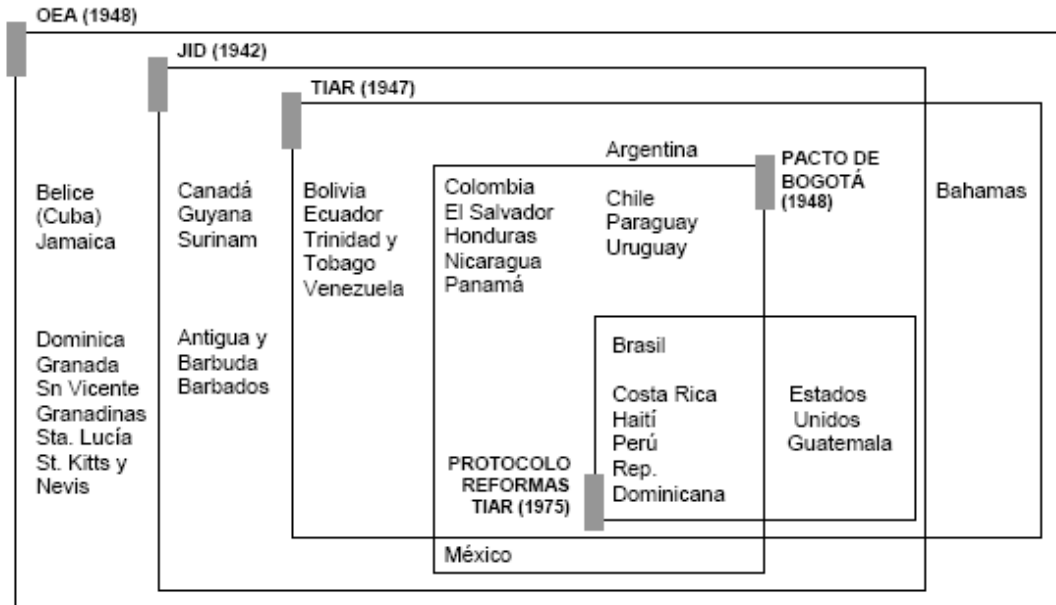 OEA (1948)
JID (1942)
TIAR (1947)
Belice
(Cuba)
Jamaica
Dominica
Granada
Sn Vicente
Granadinas
Sta. Lucía
St. Kitts y
Nevis
Canadá
Guyana
Surinam
Antigua y
Barbuda
Barbados
Bolivia
Ecuador
Trinidad y
Tobago
Venezuela
Colombia
El Salvador
Honduras
Nicaragua
Panamá
Argentina
Chile
Paraguay
Uruguay
PACTO DE
BOGOTÁ
(1948)
Bahamas
Brasil
Costa Rica
Haití
Perú
Rep.
Dominicana
Estados
Unidos
Guatemala
PROTOCOLO
REFORMAS
TIAR (1975)
México